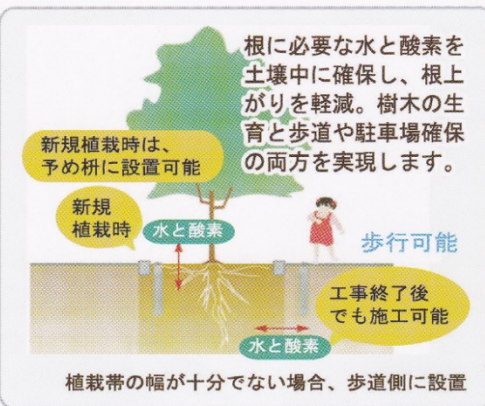 根に必要な水と酸素を
土壌中に確保し、根上
がりを軽減。樹木の生
育と歩道や駐車場確保
の両方を実現します。
新規植栽時は、
予め枡に設置可能
新規
植栽時
水と酸素
歩行可能
工事終了後
でも施工可能
水と酸素
植栽帯の幅が十分でない場合、歩道側に設置